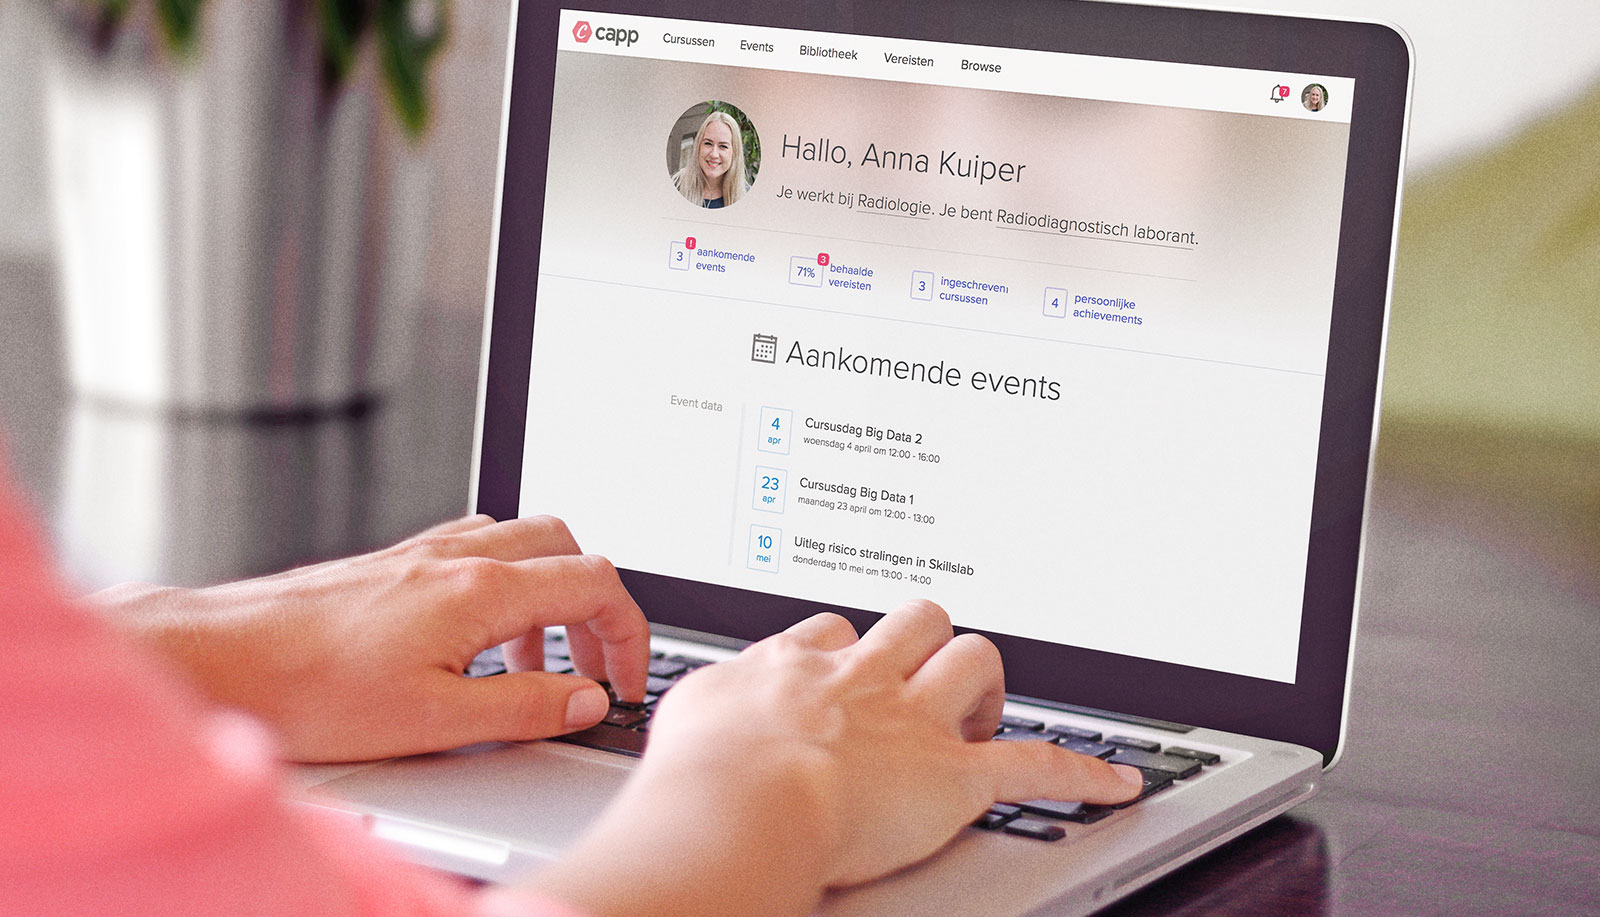 capp
Cursussen Events Bibliotheek Vereisten Browse
7
Hallo, Anna Kuiper
Je werkt bij Radiologie. Je bent Radiodiagnostisch laborant.
!
3 aankomende
events
3
71% behaalde
vereisten
3 ingeschreven
cursussen
4 persoonlijke
achievements
Aankomende events
Event data
4
apr
Cursusdag Big Data 2
woensdag 4 april om 12:00 - 16:00
23
apr
Cursusdag Big Data 1
maandag 23 april om 12:00 - 13:00
10
mei
Uitleg risico stralingen in Skillslab
donderdag 10 mei om 13:00 - 14:00